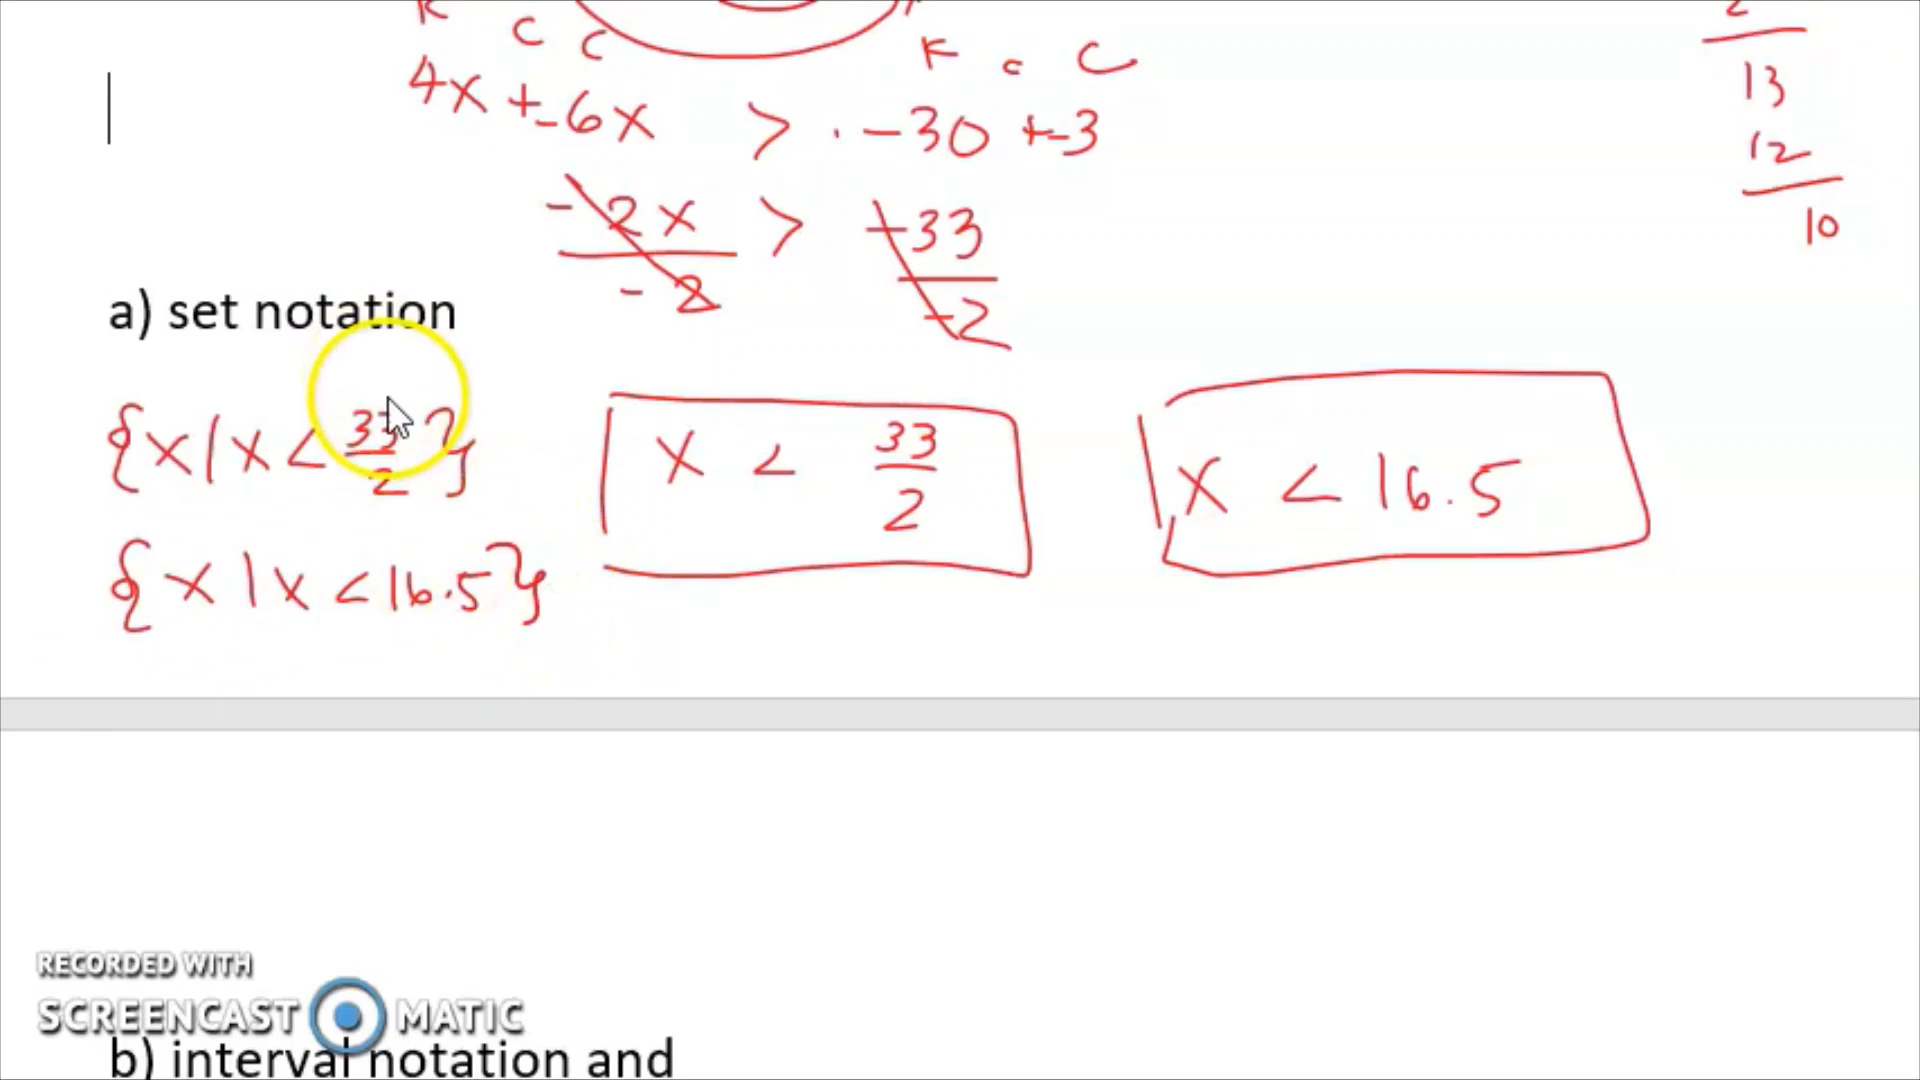 K C C K C C
2
4x + -6x > -30 + -3
13
12
-2x > -33
-2 -2
10
a) set notation
{x|x < 33/2}
x < 33/2
x < 16.5
{x|x < 16.5}
RECORDED WITH
SCREENCAST MATIC
b) interval notation and